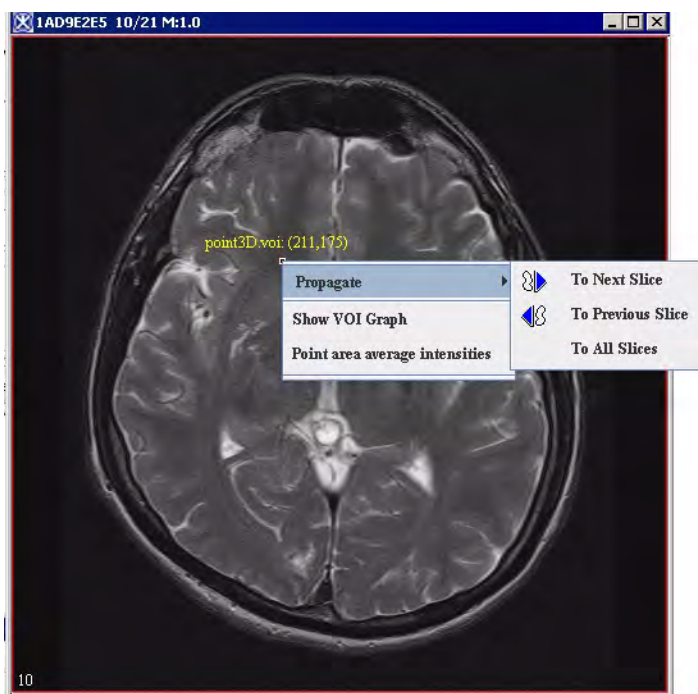 1AD9E2E5 10/21 M:1.0
point3D.voi: (211,175)
Propagate
To Next Slice
To Previous Slice
To All Slices
Show VOI Graph
Point area average intensities
10